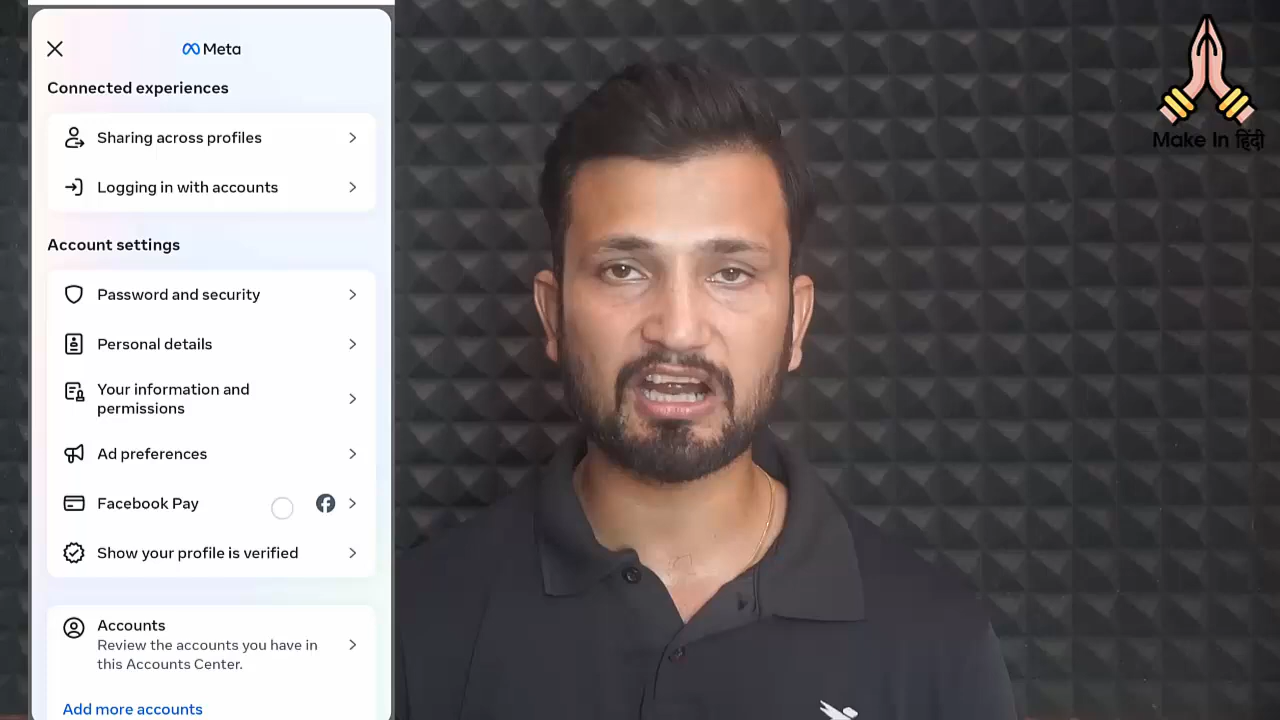 Meta
Connected experiences
Sharing across profiles
Logging in with accounts
Account settings
Password and security
Personal details
Your information and
permissions
Ad preferences
Facebook Pay
Show your profile is verified
Accounts
Review the accounts you have in
this Accounts Center.
Add more accounts
Make In हिंदी